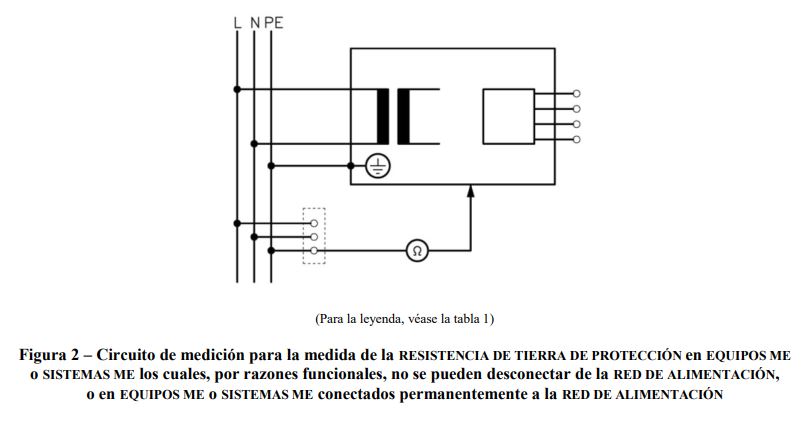 L N PE
Ω
(Para la leyenda, véase la tabla 1)
Figura 2 – Circuito de medición para la medida de la RESISTENCIA DE TIERRA DE PROTECCIÓN en EQUIPOS ME
o SISTEMAS ME los cuales, por razones funcionales, no se pueden desconectar de la RED DE ALIMENTACIÓN,
o en EQUIPOS ME o SISTEMAS ME conectados permanentemente a la RED DE ALIMENTACIÓN